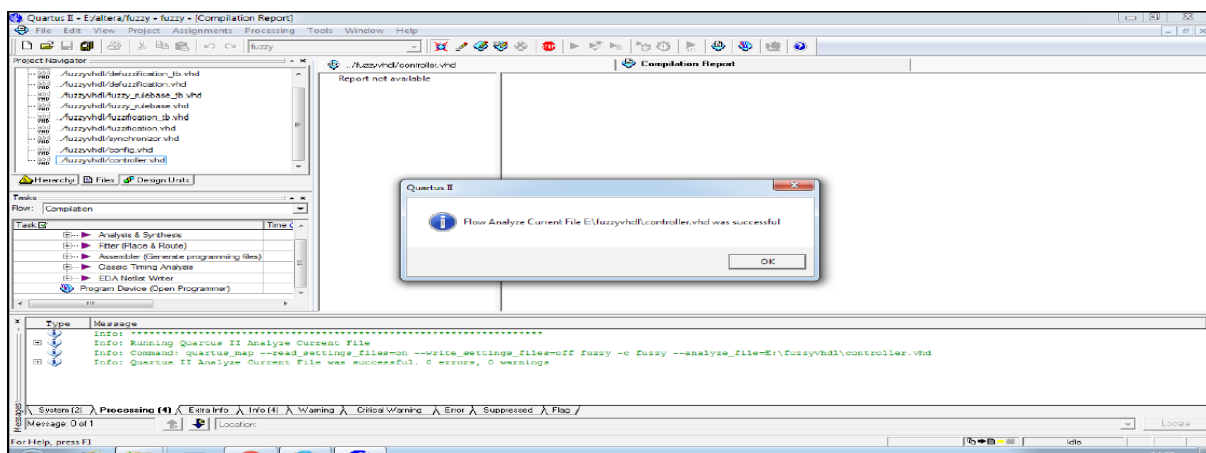 Quartus II - E:/altera/fuzzy - fuzzy - [Compilation Report]
File Edit View Project Assignments Processing Tools Window Help
fuzzy
Project Navigator
../fuzzyvhdl/defuzzification_tb.vhd
../fuzzyvhdl/defuzzification.vhd
../fuzzyvhdl/fuzzy_rulebase_tb.vhd
../fuzzyvhdl/fuzzy_rulebase.vhd
../fuzzyvhdl/fuzzification_tb.vhd
../fuzzyvhdl/fuzzification.vhd
../fuzzyvhdl/synchronizor.vhd
../fuzzyvhdl/config.vhd
../fuzzyvhdl/controller.vhd
Hierarchy Files Design Units
Tasks
Flow: Compilation
Task Time
Analysis & Synthesis
Fitter (Place & Route)
Assembler (Generate programming files)
Classic Timing Analysis
EDA Netlist Writer
Program Device (Open Programmer)
../fuzzyvhdl/controller.vhd
Compilation Report
Report not available
Quartus II
Flow Analyze Current File E:\fuzzyvhdl\controller.vhd was successful
OK
Type Message
Info: *******************************************************************
Info: Running Quartus II Analyze Current File
Info: Command: quartus_map --read_settings_files=on --write_settings_files=off fuzzy -c fuzzy --analyze_file=E:\fuzzyvhdl\controller.vhd
Info: Quartus II Analyze Current File was successful. 0 errors, 0 warnings
System (2) Processing (4) Extra Info Info (4) Warning Critical Warning Error Suppressed Flag
Messages
Message: 0 of 1 Location: Locate
For Help, press F1 Idle